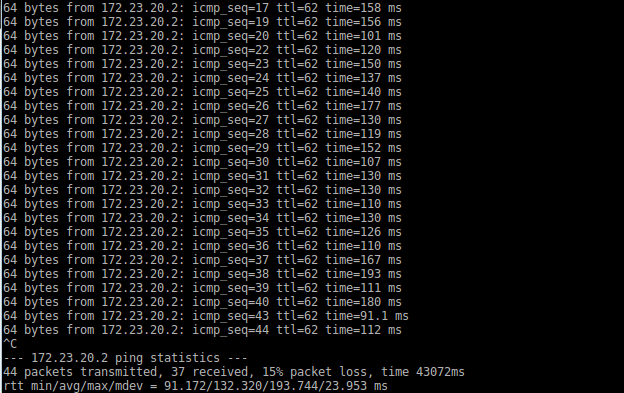 64 bytes from 172.23.20.2: icmp_seq=17 ttl=62 time=158 ms
64 bytes from 172.23.20.2: icmp_seq=19 ttl=62 time=156 ms
64 bytes from 172.23.20.2: icmp_seq=20 ttl=62 time=101 ms
64 bytes from 172.23.20.2: icmp_seq=22 ttl=62 time=120 ms
64 bytes from 172.23.20.2: icmp_seq=23 ttl=62 time=150 ms
64 bytes from 172.23.20.2: icmp_seq=24 ttl=62 time=137 ms
64 bytes from 172.23.20.2: icmp_seq=25 ttl=62 time=140 ms
64 bytes from 172.23.20.2: icmp_seq=26 ttl=62 time=177 ms
64 bytes from 172.23.20.2: icmp_seq=27 ttl=62 time=130 ms
64 bytes from 172.23.20.2: icmp_seq=28 ttl=62 time=119 ms
64 bytes from 172.23.20.2: icmp_seq=29 ttl=62 time=152 ms
64 bytes from 172.23.20.2: icmp_seq=30 ttl=62 time=107 ms
64 bytes from 172.23.20.2: icmp_seq=31 ttl=62 time=130 ms
64 bytes from 172.23.20.2: icmp_seq=32 ttl=62 time=130 ms
64 bytes from 172.23.20.2: icmp_seq=33 ttl=62 time=110 ms
64 bytes from 172.23.20.2: icmp_seq=34 ttl=62 time=130 ms
64 bytes from 172.23.20.2: icmp_seq=35 ttl=62 time=126 ms
64 bytes from 172.23.20.2: icmp_seq=36 ttl=62 time=110 ms
64 bytes from 172.23.20.2: icmp_seq=37 ttl=62 time=167 ms
64 bytes from 172.23.20.2: icmp_seq=38 ttl=62 time=193 ms
64 bytes from 172.23.20.2: icmp_seq=39 ttl=62 time=111 ms
64 bytes from 172.23.20.2: icmp_seq=40 ttl=62 time=180 ms
64 bytes from 172.23.20.2: icmp_seq=43 ttl=62 time=91.1 ms
64 bytes from 172.23.20.2: icmp_seq=44 ttl=62 time=112 ms
^C
--- 172.23.20.2 ping statistics ---
44 packets transmitted, 37 received, 15% packet loss, time 43072ms
rtt min/avg/max/mdev = 91.172/132.320/193.744/23.953 ms